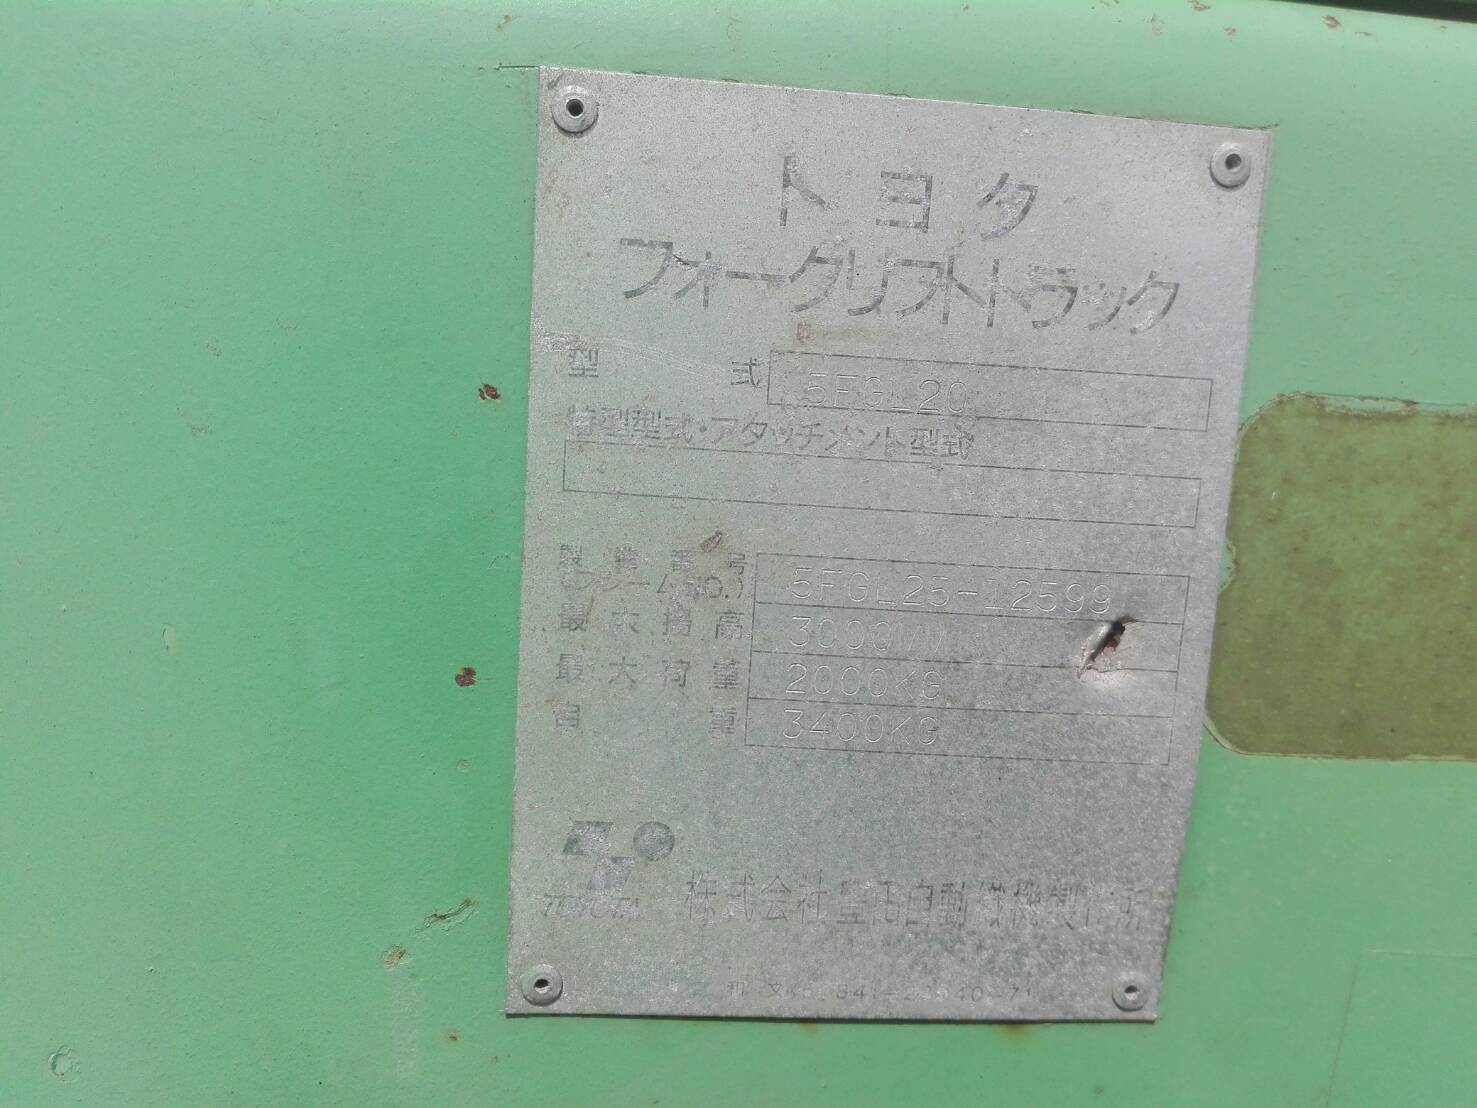 トヨタ
フォークリフトトラック
型 式 5FGL20
特型型式・アタッチメント型式
製造番号
(フレームNO.) 5FGL25-12599
最大揚高 3000MM
最大荷重 2000KG
自重 3400KG
TOYOTA 株式会社豊田自動織機製作所
和文